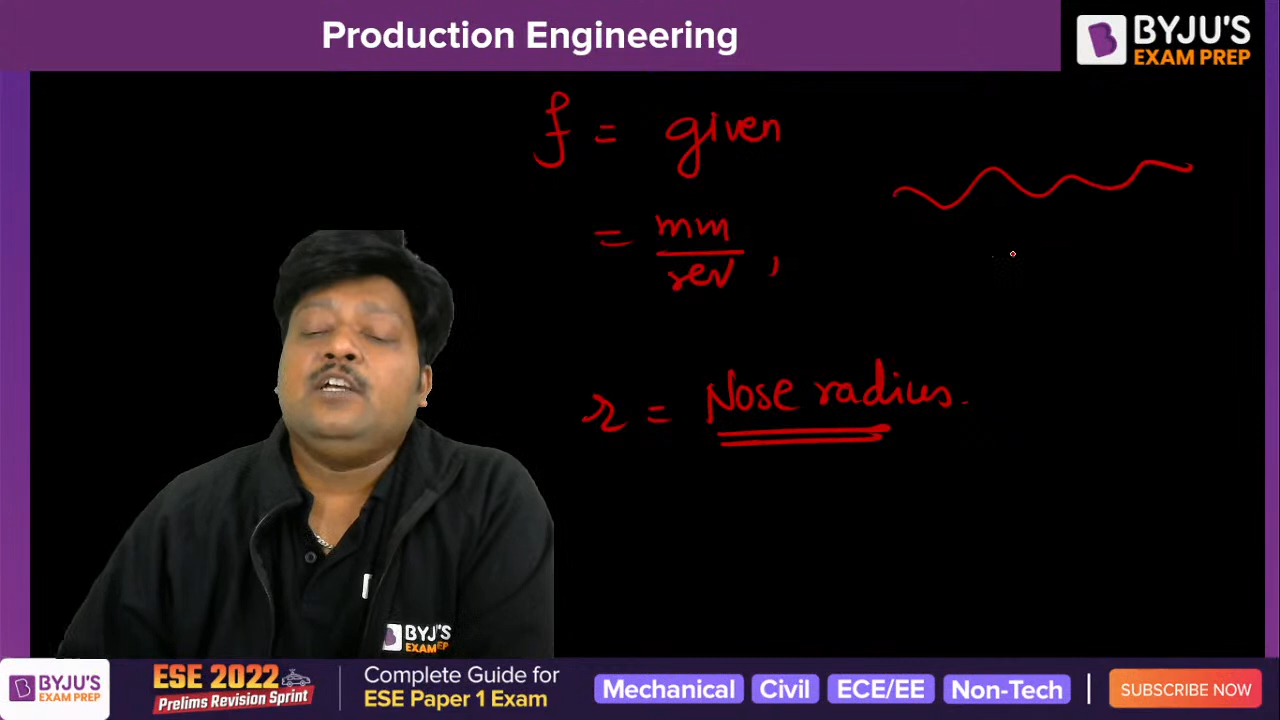 Production Engineering
BYJU'S
EXAM PREP
f = given
= mm/rev ,
r = Nose radius.
BYJU'S
EXAM PREP
BYJU'S
EXAM PREP
ESE 2022
Prelims Revision Sprint
Complete Guide for
ESE Paper 1 Exam
Mechanical Civil ECE/EE Non-Tech
SUBSCRIBE NOW